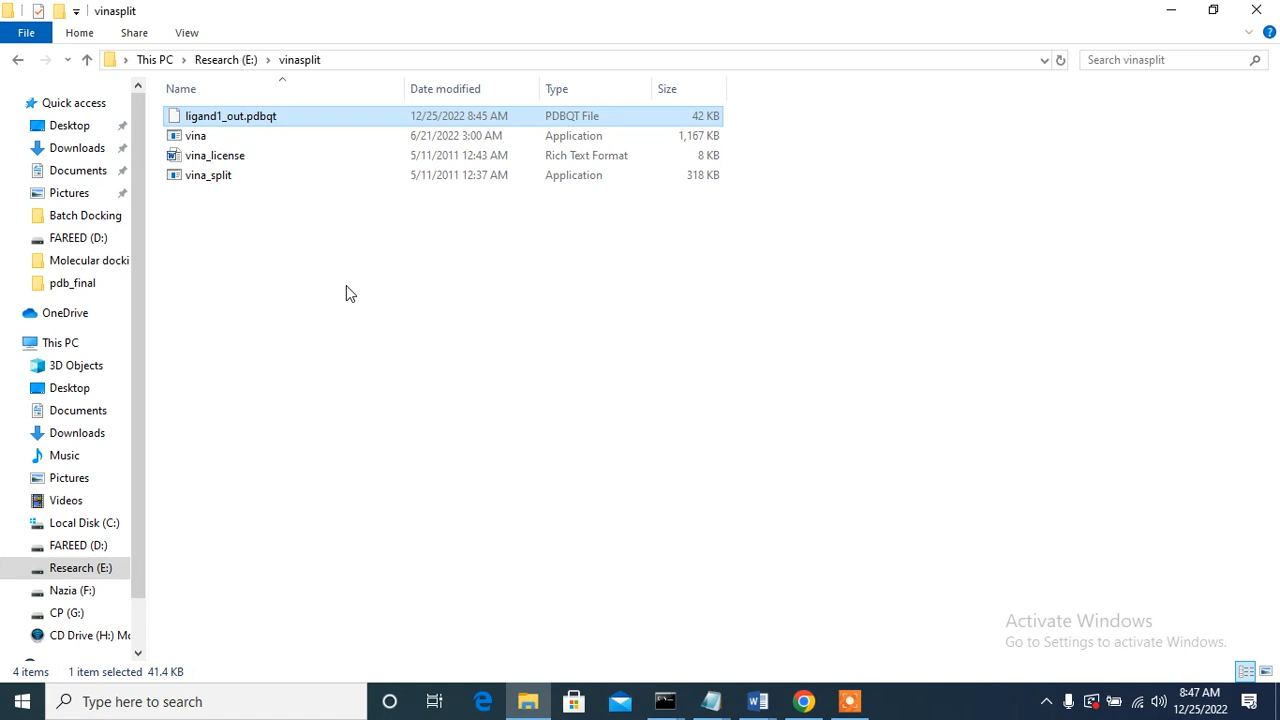 vinasplit
File Home Share View
This PC Research (E:) vinasplit Search vinasplit
Name Date modified Type Size
ligand1_out.pdbqt 12/25/2022 8:45 AM PDBQT File 42 KB
vina 6/21/2022 3:00 AM Application 1,167 KB
vina_license 5/11/2011 12:43 AM Rich Text Format 8 KB
vina_split 5/11/2011 12:37 AM Application 318 KB
Quick access
Desktop
Downloads
Documents
Pictures
Batch Docking
FAREED (D:)
Molecular docki
pdb_final
OneDrive
This PC
3D Objects
Desktop
Documents
Downloads
Music
Pictures
Videos
Local Disk (C:)
FAREED (D:)
Research (E:)
Nazia (F:)
CP (G:)
CD Drive (H:) Mo
Activate Windows
Go to Settings to activate Windows.
4 items 1 item selected 41.4 KB
Type here to search
8:47 AM
12/25/2022